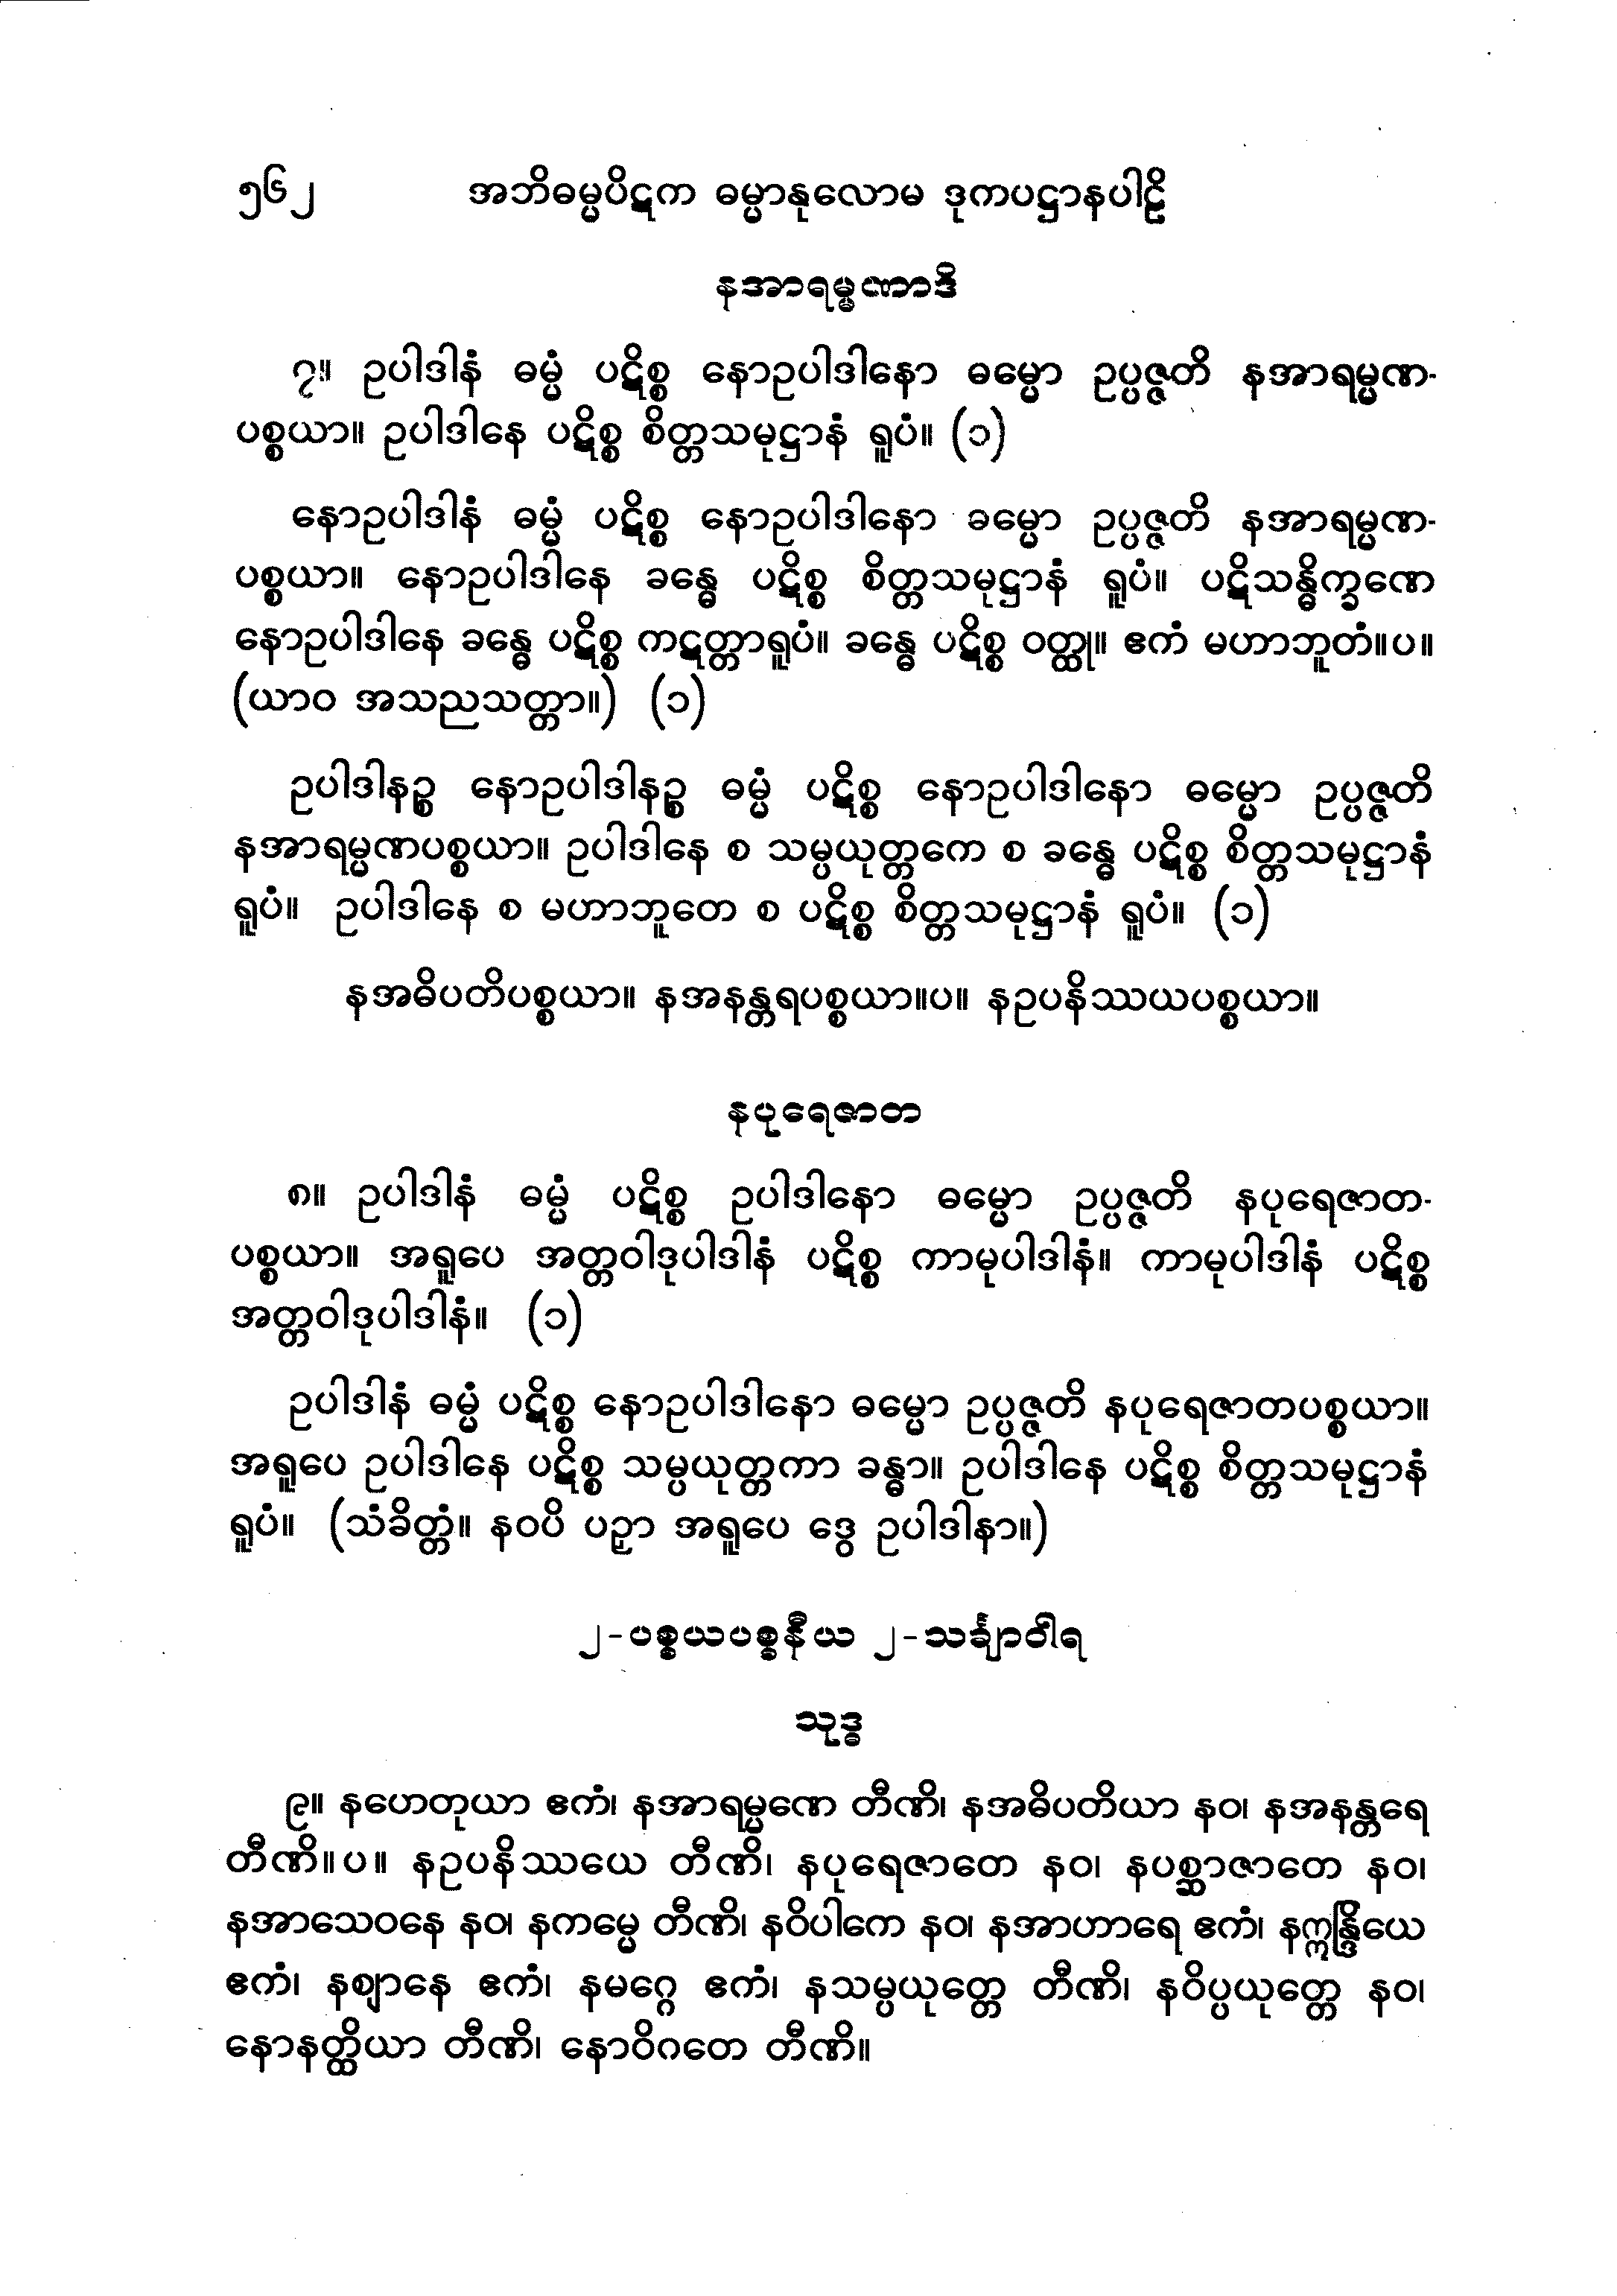 ၅၆၂ အဘိဓမ္မပိဋက ဓမ္မာနုလောမ ဒုကပဋ္ဌာနပါဠိ
နအာရမ္မဏာဒိ
၇။ ဥပါဒါနံ ဓမ္မံ ပဋိစ္စ နောဥပါဒါနော ဓမ္မော ဥပ္ပဇ္ဇတိ နအာရမ္မဏ-
ပစ္စယာ။ ဥပါဒါနေ ပဋိစ္စ စိတ္တသမုဋ္ဌာနံ ရူပံ။ (၁)
နောဥပါဒါနံ ဓမ္မံ ပဋိစ္စ နောဥပါဒါနော ဓမ္မော ဥပ္ပဇ္ဇတိ နအာရမ္မဏ-
ပစ္စယာ။ နောဥပါဒါနေ ခန္ဓေ ပဋိစ္စ စိတ္တသမုဋ္ဌာနံ ရူပံ။ ပဋိသန္ဓိက္ခဏေ
နောဥပါဒါနေ ခန္ဓေ ပဋိစ္စ ကဋတ္တာရူပံ။ ခန္ဓေ ပဋိစ္စ ဝတ္ထု။ ဧကံ မဟာဘူတံ။ပ။
(ယာဝ အသညသတ္တာ။) (၁)
ဥပါဒါနဉ္စ နောဥပါဒါနဉ္စ ဓမ္မံ ပဋိစ္စ နောဥပါဒါနော ဓမ္မော ဥပ္ပဇ္ဇတိ
နအာရမ္မဏပစ္စယာ။ ဥပါဒါနေ စ သမ္ပယုတ္တကေ စ ခန္ဓေ ပဋိစ္စ စိတ္တသမုဋ္ဌာနံ
ရူပံ။ ဥပါဒါနေ စ မဟာဘူတေ စ ပဋိစ္စ စိတ္တသမုဋ္ဌာနံ ရူပံ။ (၁)
နအဓိပတိပစ္စယာ။ နအနန္တရပစ္စယာ။ပ။ နဥပနိဿယပစ္စယာ။
နပုရေဇာတ
၈။ ဥပါဒါနံ ဓမ္မံ ပဋိစ္စ ဥပါဒါနော ဓမ္မော ဥပ္ပဇ္ဇတိ နပုရေဇာတ-
ပစ္စယာ။ အရူပေ အတ္တဝါဒုပါဒါနံ ပဋိစ္စ ကာမုပါဒါနံ။ ကာမုပါဒါနံ ပဋိစ္စ
အတ္တဝါဒုပါဒါနံ။ (၁)
ဥပါဒါနံ ဓမ္မံ ပဋိစ္စ နောဥပါဒါနော ဓမ္မော ဥပ္ပဇ္ဇတိ နပုရေဇာတပစ္စယာ။
အရူပေ ဥပါဒါနေ ပဋိစ္စ သမ္ပယုတ္တကာ ခန္ဓာ။ ဥပါဒါနေ ပဋိစ္စ စိတ္တသမုဋ္ဌာနံ
ရူပံ။ (သံခိတ္တံ။ နဝပိ ပဉှာ အရူပေ ဒွေ ဥပါဒါနာ။)
၂-ပစ္စယပစ္စနီယ ၂-သင်္ချာဝါရ
သုဒ္ဓ
၉။ နဟေတုယာ ဧကံ၊ နအာရမ္မဏေ တီဏိ၊ နအဓိပတိယာ နဝ၊ နအနန္တရေ
တီဏိ။ပ။ နဥပနိဿယေ တီဏိ၊ နပုရေဇာတေ နဝ၊ နပစ္ဆာဇာတေ နဝ၊
နအာသေဝနေ နဝ၊ နကမ္မေ တီဏိ၊ နဝိပါကေ နဝ၊ နအာဟာရေ ဧကံ၊ နဣန္ဒြိယေ
ဧကံ၊ နဈာနေ ဧကံ၊ နမဂ္ဂေ ဧကံ၊ နသမ္ပယုတ္တေ တီဏိ၊ နဝိပ္ပယုတ္တေ နဝ၊
နောနတ္ထိယာ တီဏိ၊ နောဝိဂတေ တီဏိ။